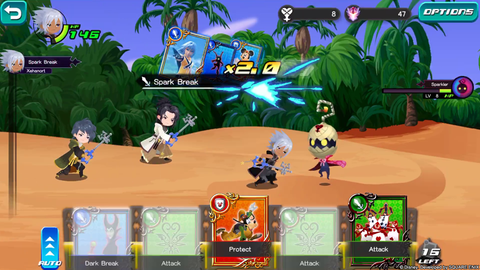 OPTIONS
8
47
HP
146
Spark Break
Xehanort
x2.0
Spark Break
Sparkler
LV 8
Dark Break
Attack
Protect
Attack
AUTO
15
LEFT